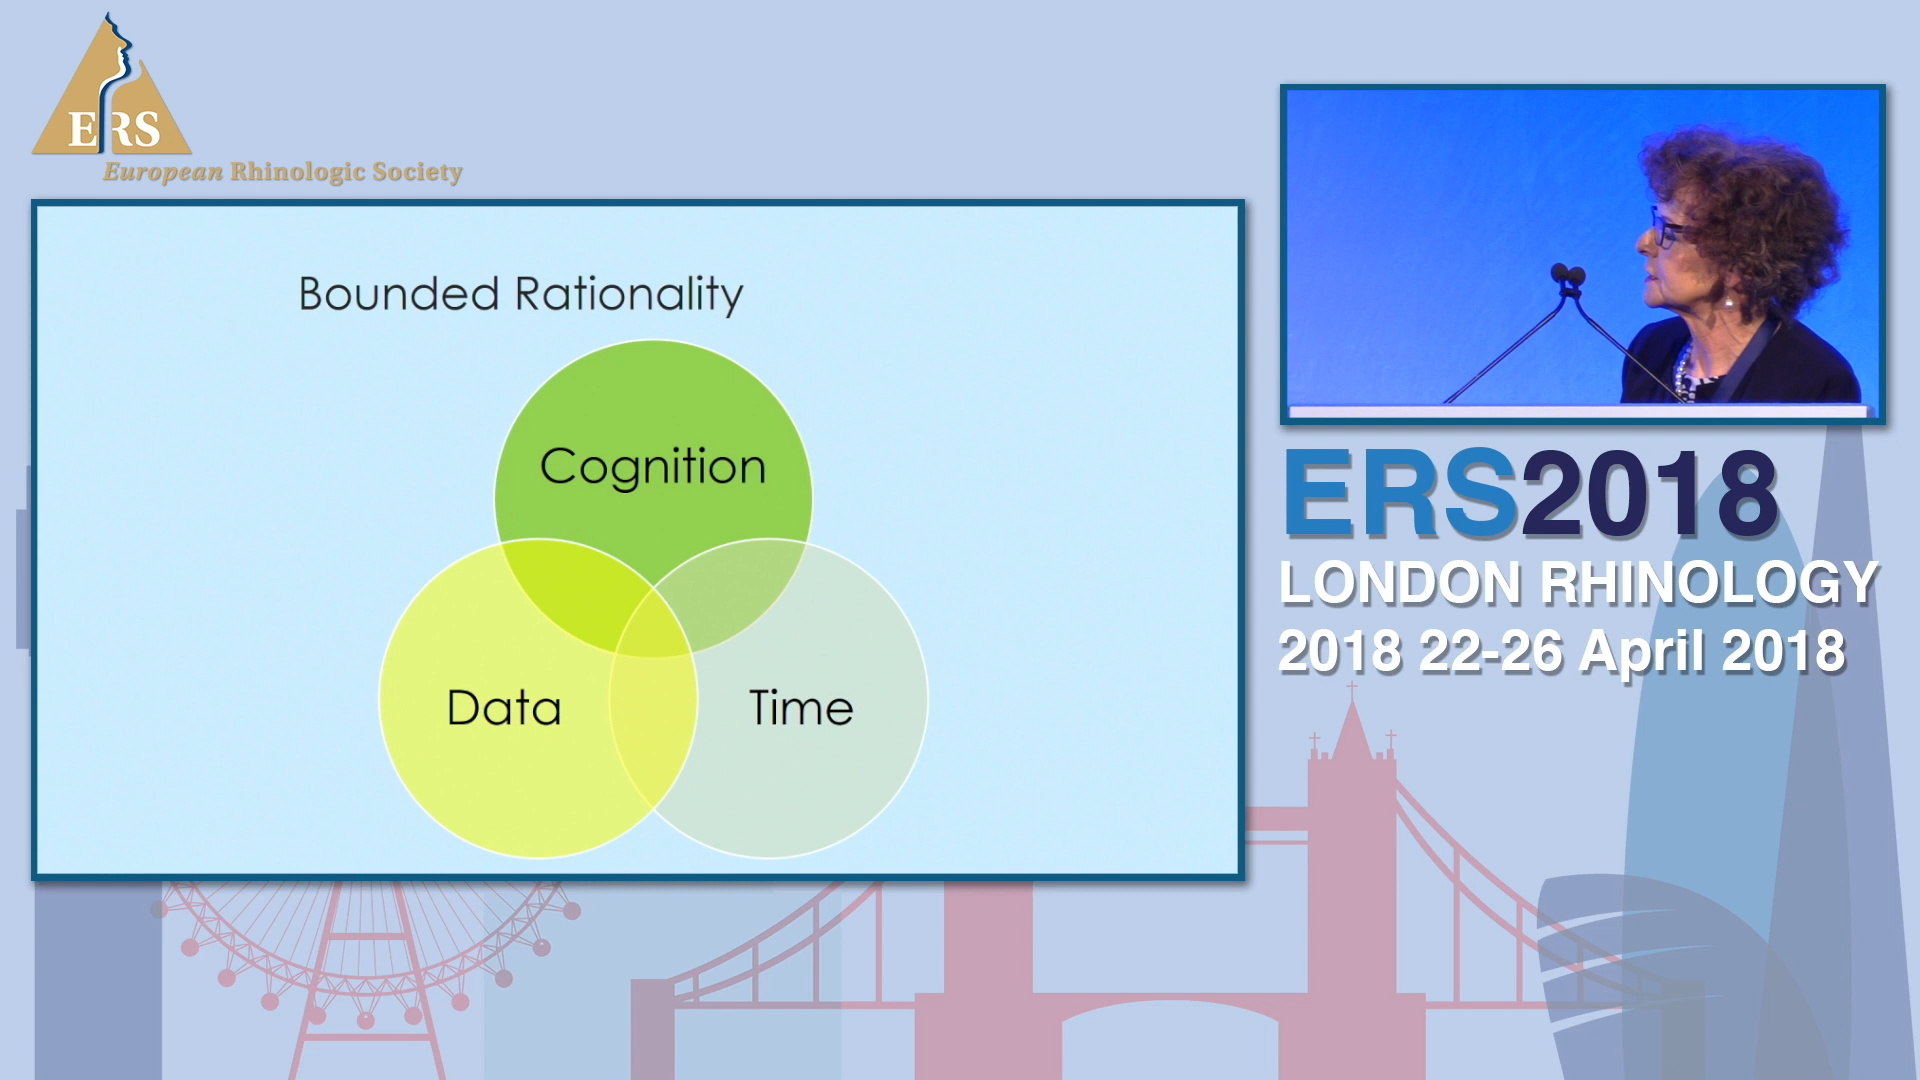 ERS
European Rhinologic Society
Bounded Rationality
Cognition
Data
Time
ERS2018
LONDON RHINOLOGY
2018 22-26 April 2018